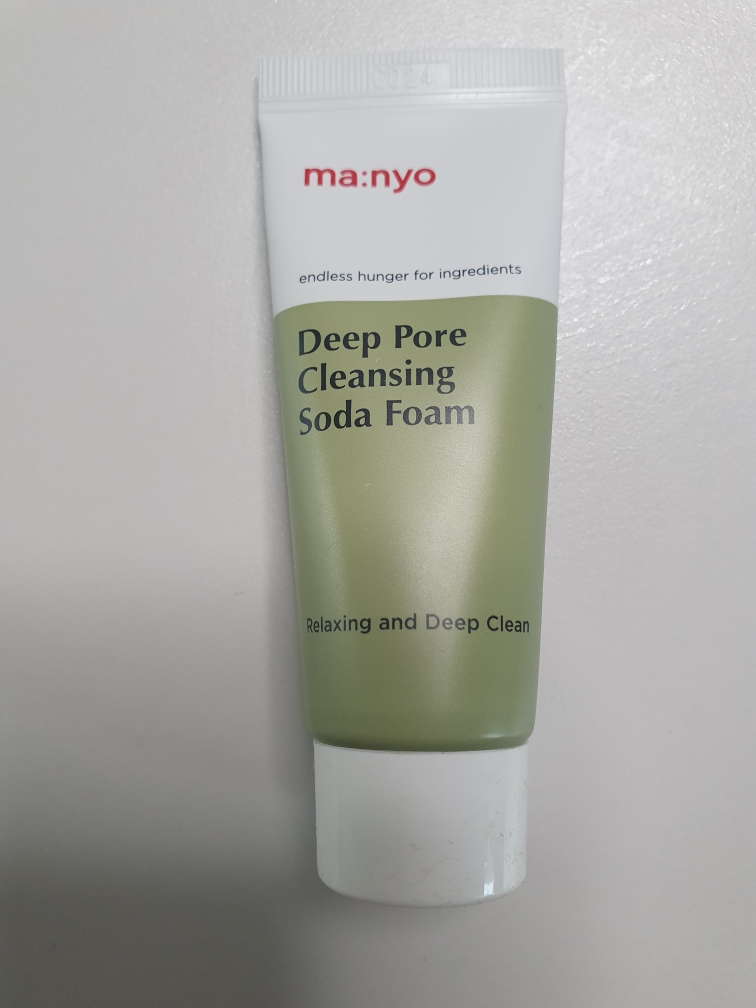 ma:nyo
endless hunger for ingredients
Deep Pore
Cleansing
Soda Foam
Relaxing and Deep Clean